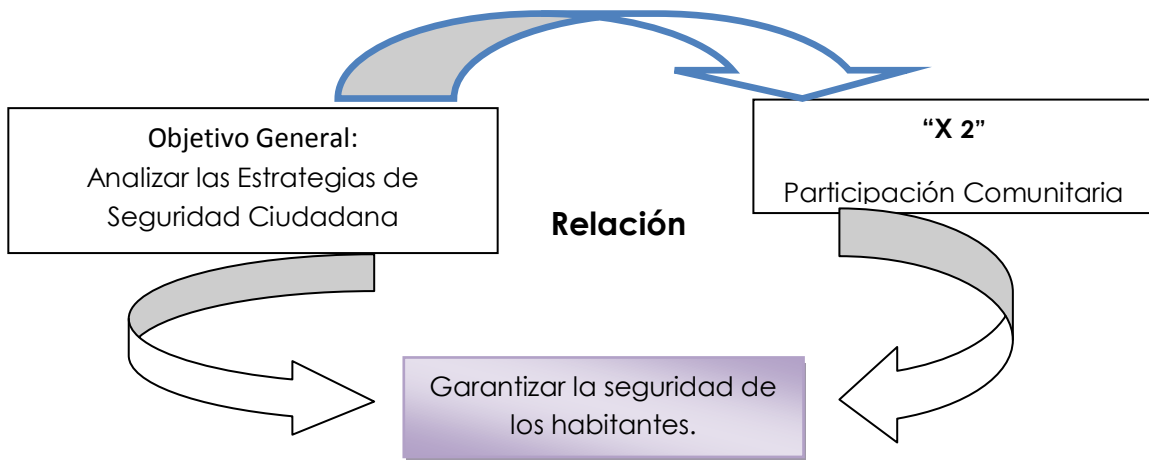 Objetivo General:
Analizar las Estrategias de
Seguridad Ciudadana
“X 2”
Participación Comunitaria
Relación
Garantizar la seguridad de
los habitantes.